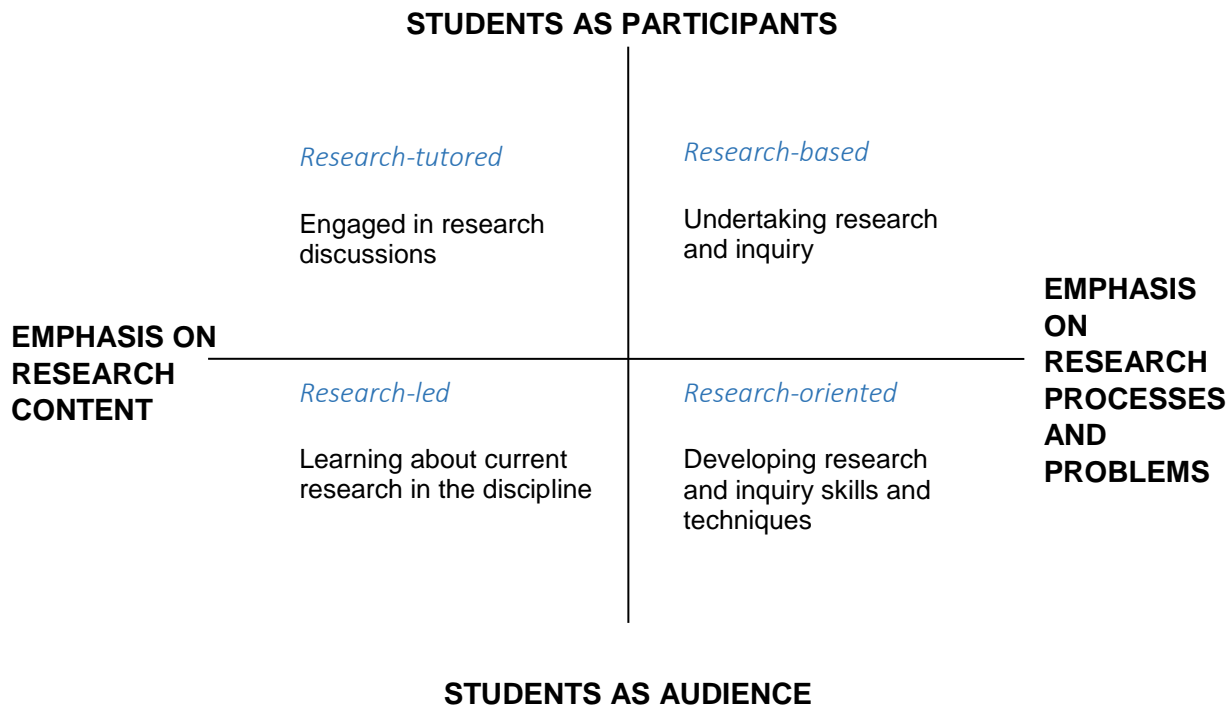 STUDENTS AS PARTICIPANTS
Research-tutored
Engaged in research
discussions
Research-based
Undertaking research
and inquiry
EMPHASIS ON
RESEARCH
CONTENT
EMPHASIS
ON
RESEARCH
PROCESSES
AND
PROBLEMS
Research-led
Learning about current
research in the discipline
Research-oriented
Developing research
and inquiry skills and
techniques
STUDENTS AS AUDIENCE